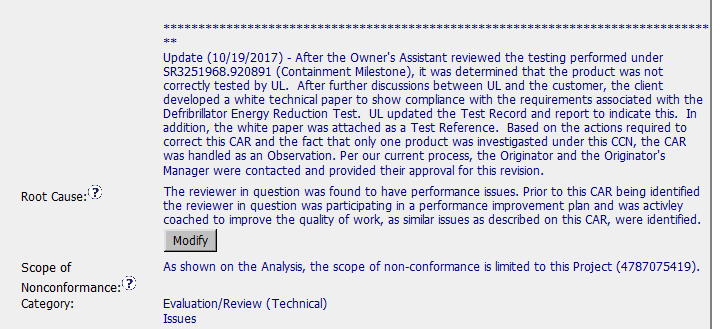 ******************************************************************************
**
Update (10/19/2017) - After the Owner's Assistant reviewed the testing performed under
SR3251968.920891 (Containment Milestone), it was determined that the product was not
correctly tested by UL.  After further discussions between UL and the customer, the client
developed a white technical paper to show compliance with the requirements associated with the
Defribrillator Energy Reduction Test.  UL updated the Test Record and report to indicate this.  In
addition, the white paper was attached as a Test Reference.  Based on the actions required to
correct this CAR and the fact that only one product was investigasted under this CCN, the CAR
was handled as an Observation. Per our current process, the Originator and the Originator's
Manager were contacted and provided their approval for this revision.
Root Cause:?
The reviewer in question was found to have performance issues. Prior to this CAR being identified
the reviewer in question was participating in a performance improvement plan and was activley
coached to improve the quality of work, as similar issues as described on this CAR, were identified.
Modify
Scope of
Nonconformance:?
As shown on the Analysis, the scope of non-conformance is limited to this Project (4787075419).
Category:
Evaluation/Review (Technical)
Issues